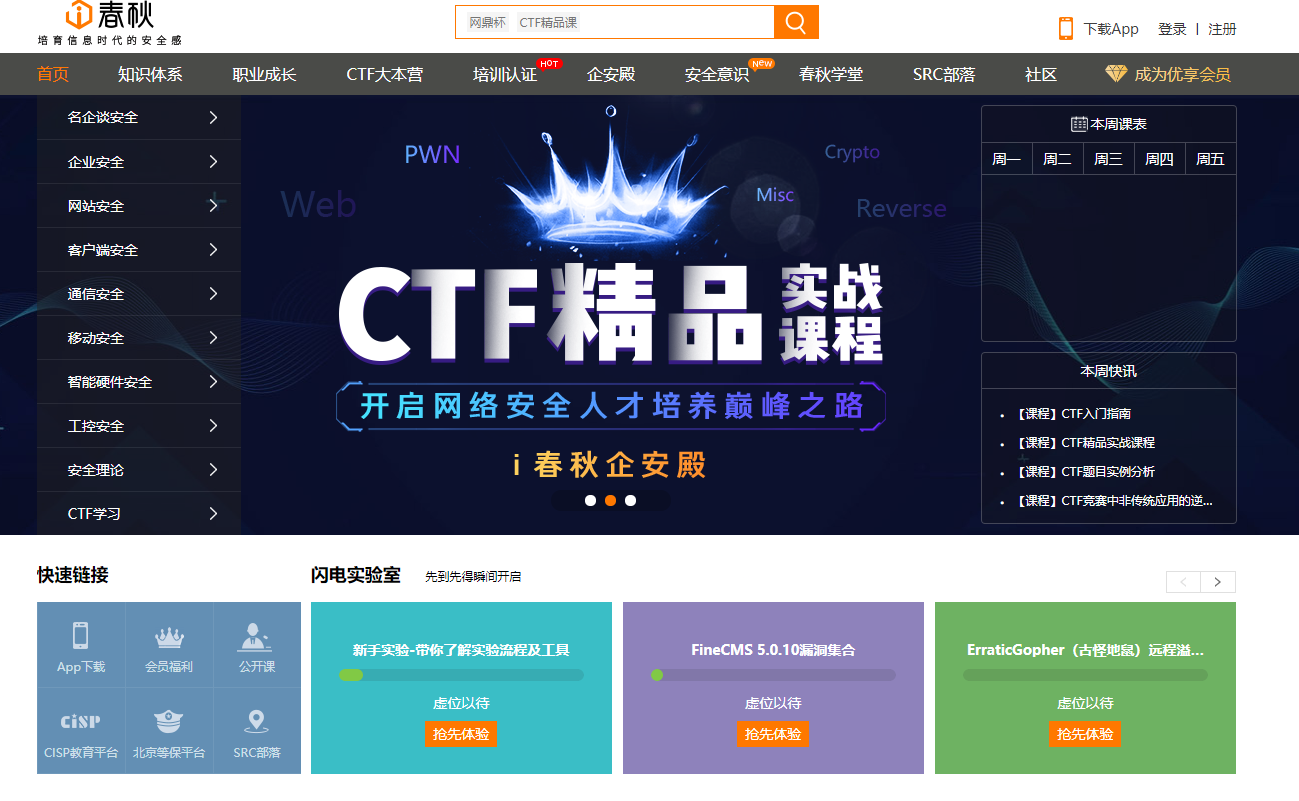 i春秋
培育信息时代的安全感
网鼎杯 CTF精品课
下载App 登录 | 注册
首页 知识体系 职业成长 CTF大本营 培训认证 HOT 企安殿 安全意识 NEW 春秋学堂 SRC部落 社区 成为优享会员
名企谈安全
企业安全
网站安全
客户端安全
通信安全
移动安全
智能硬件安全
工控安全
安全理论
CTF学习
PWN
Crypto
Web
Misc
Reverse
CTF精品实战课程
开启网络安全人才培养巅峰之路
i春秋企安殿
本周课表
周一 周二 周三 周四 周五
本周快讯
• 【课程】CTF入门指南
• 【课程】CTF精品实战课程
• 【课程】CTF题目实例分析
• 【课程】CTF竞赛中非传统应用的逆...
快速链接
App下载 会员福利 公开课
CISP
CISP教育平台 北京等保平台 SRC部落
闪电实验室 先到先得瞬间开启
< >
新手实验-带你了解实验流程及工具
虚位以待
抢先体验
FineCMS 5.0.10漏洞集合
虚位以待
抢先体验
ErraticGopher（古怪地鼠）远程溢...
虚位以待
抢先体验